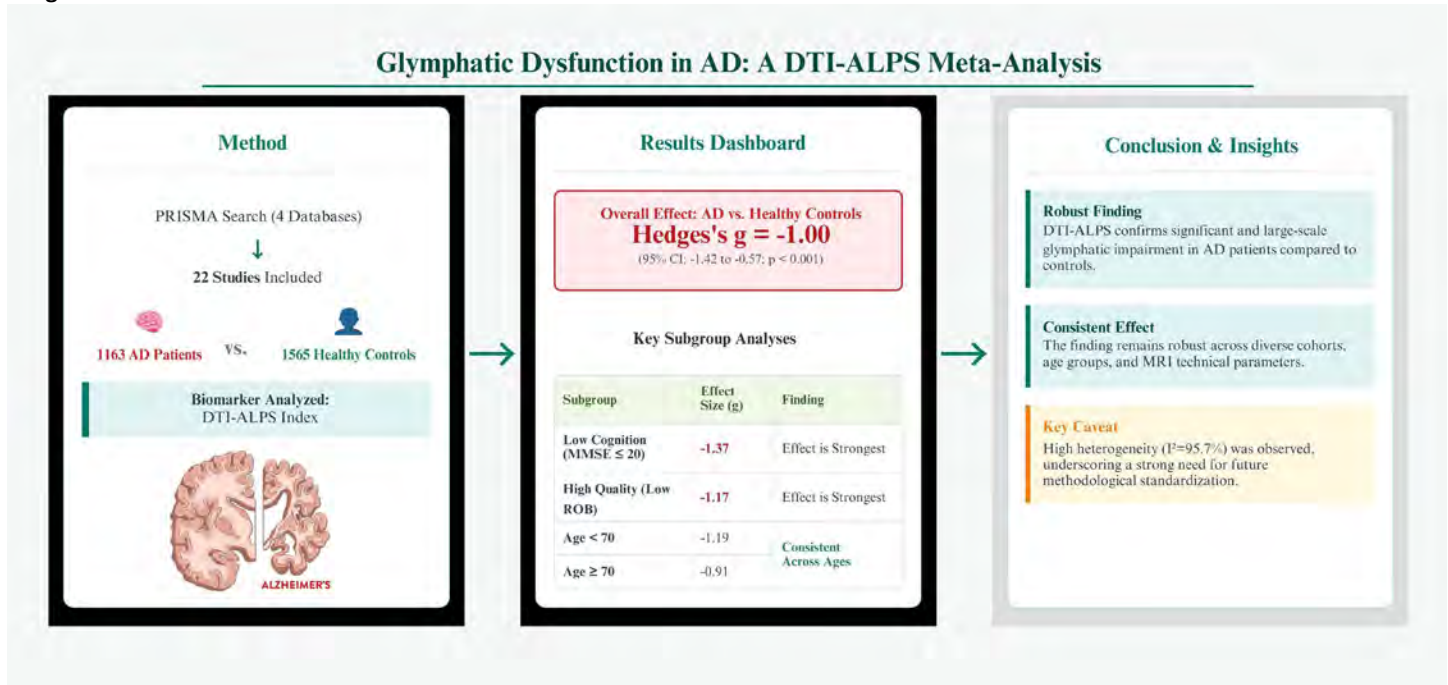 Glymphatic Dysfunction in AD: A DTI-ALPS Meta-Analysis
Method
PRISMA Search (4 Databases)
↓
22 Studies Included
1163 AD Patients vs. 1565 Healthy Controls
Biomarker Analyzed:
DTI-ALPS Index
ALZHEIMER'S
→
Results Dashboard
Overall Effect: AD vs. Healthy Controls
Hedges's g = -1.00
(95% CI: -1.42 to -0.57; p < 0.001)
Key Subgroup Analyses
Subgroup Effect Size (g) Finding
Low Cognition (MMSE ≤ 20) -1.37 Effect is Strongest
High Quality (Low ROB) -1.17 Effect is Strongest
Age < 70 -1.19 Consistent Across Ages
Age ≥ 70 -0.91
→
Conclusion & Insights
Robust Finding
DTI-ALPS confirms significant and large-scale
glymphatic impairment in AD patients compared to
controls.
Consistent Effect
The finding remains robust across diverse cohorts,
age groups, and MRI technical parameters.
Key Caveat
High heterogeneity (I²=95.7%) was observed,
underscoring a strong need for future
methodological standardization.